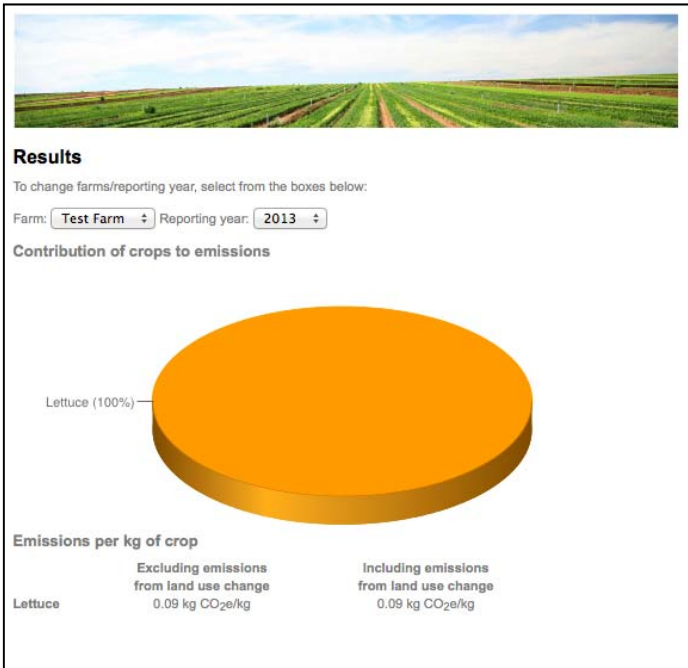 Results
To change farms/reporting year, select from the boxes below:
Farm: Test Farm Reporting year: 2013
Contribution of crops to emissions
Lettuce (100%)
Emissions per kg of crop
Excluding emissions Including emissions
from land use change from land use change
Lettuce 0.09 kg CO2e/kg 0.09 kg CO2e/kg